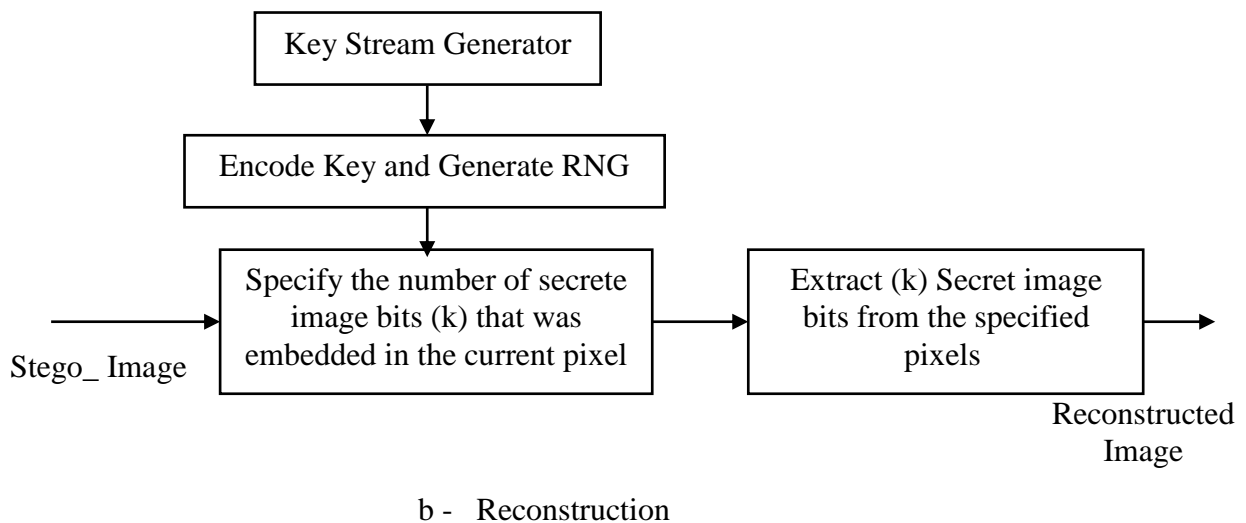 Key Stream Generator
Encode Key and Generate RNG
Specify the number of secrete
image bits (k) that was
embedded in the current pixel
Extract (k) Secret image
bits from the specified
pixels
Stego_ Image
Reconstructed
Image
b - Reconstruction